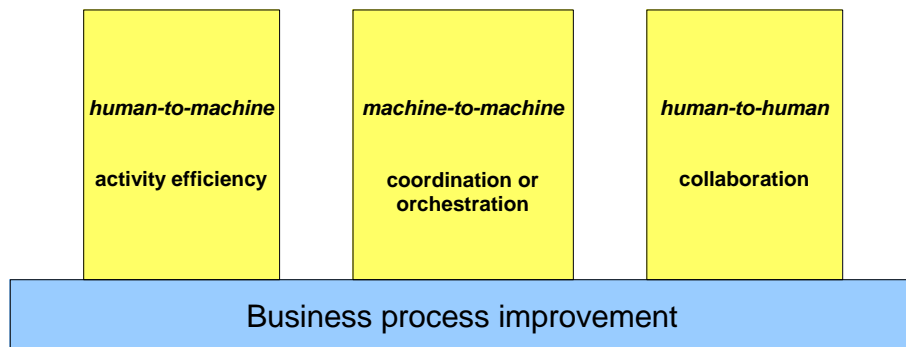 human-to-machine
activity efficiency
machine-to-machine
coordination or
orchestration
human-to-human
collaboration
Business process improvement